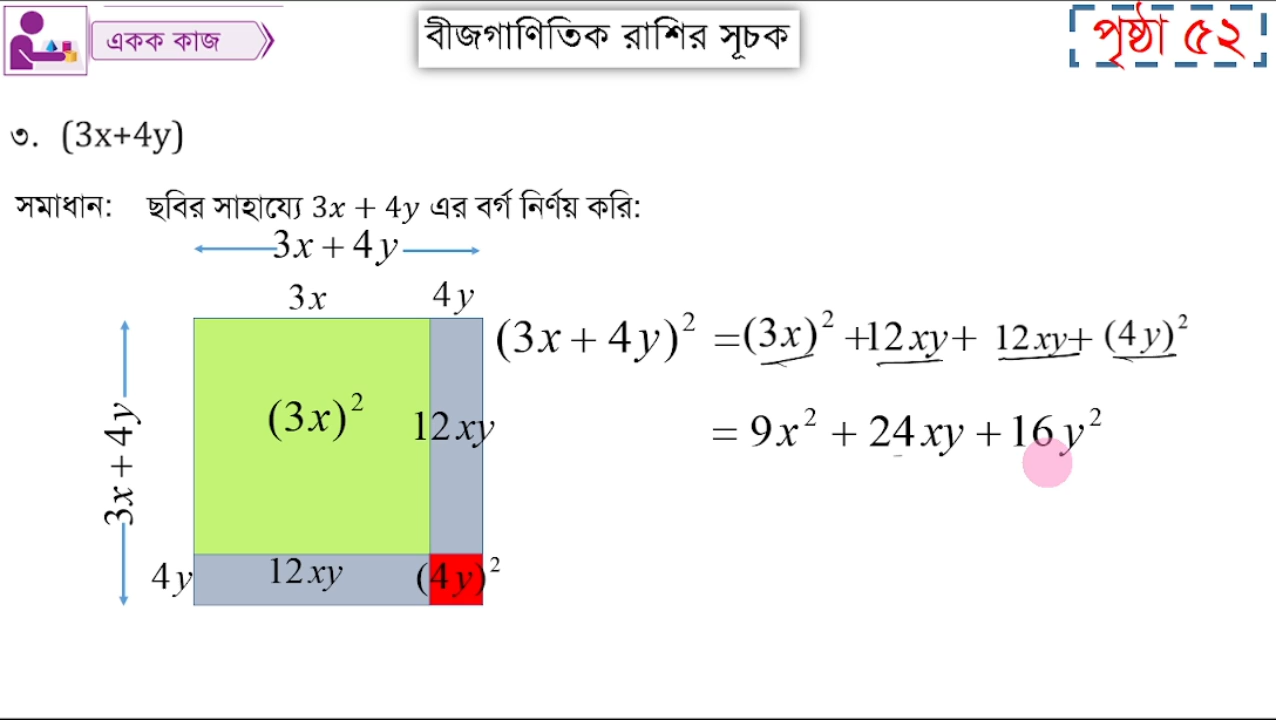 একক কাজ
বীজগাণিতিক রাশির সূচক
পৃষ্ঠা ৫২
৩. (3x+4y)
সমাধান: ছবির সাহায্যে 3x + 4y এর বর্গ নির্ণয় করি:
3x + 4y
3x 4y
(3x + 4y)² = (3x)² + 12xy + 12xy + (4y)²
(3x)² 12xy
= 9x² + 24xy + 16y²
3x + 4y
4y 12xy (4y)²